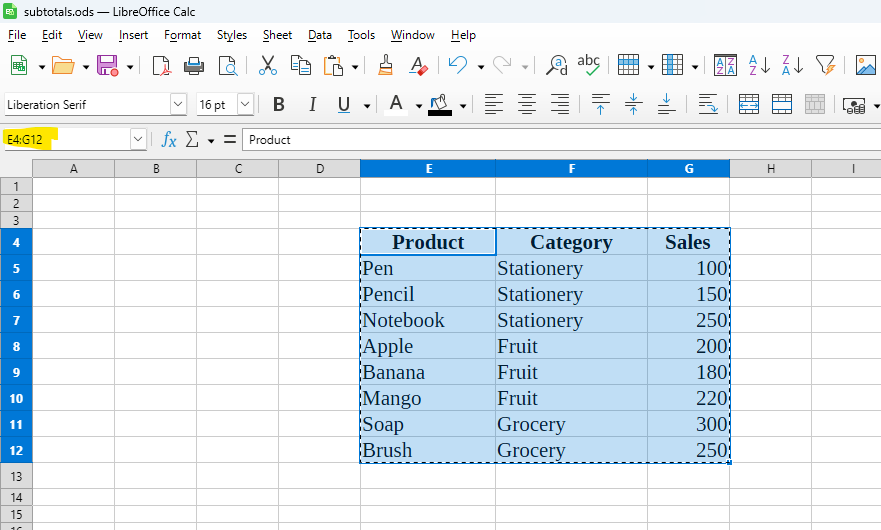 subtotals.ods — LibreOffice Calc
File Edit View Insert Format Styles Sheet Data Tools Window Help
abc
Liberation Serif 16 pt B I U A
E4:G12 fx Σ = Product
A B C D E F G H I
1
2
3
4 Product Category Sales
5 Pen Stationery 100
6 Pencil Stationery 150
7 Notebook Stationery 250
8 Apple Fruit 200
9 Banana Fruit 180
10 Mango Fruit 220
11 Soap Grocery 300
12 Brush Grocery 250
13
14
15